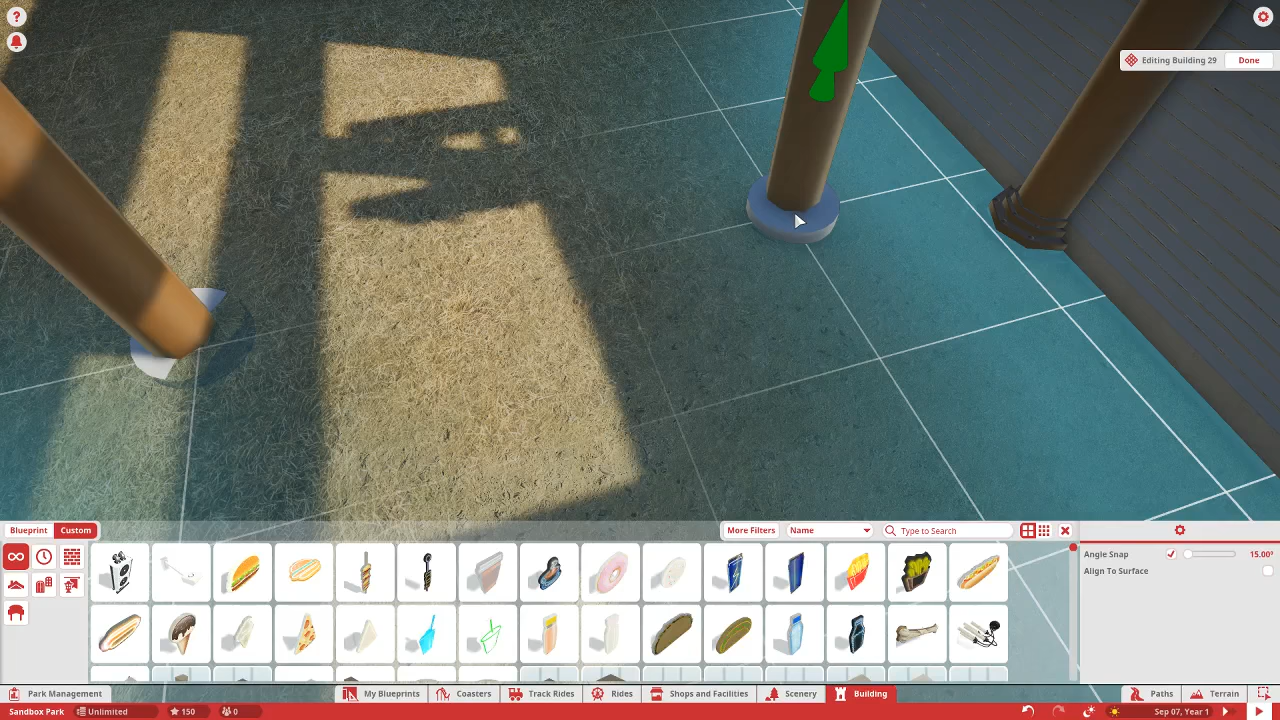 ?
Editing Building 29 Done
Blueprint Custom More Filters Name Type to Search
Angle Snap 15.00°
Align To Surface
Park Management My Blueprints Coasters Track Rides Rides Shops and Facilities Scenery Building Paths Terrain
Sandbox Park Unlimited 150 0 Sep 07, Year 1